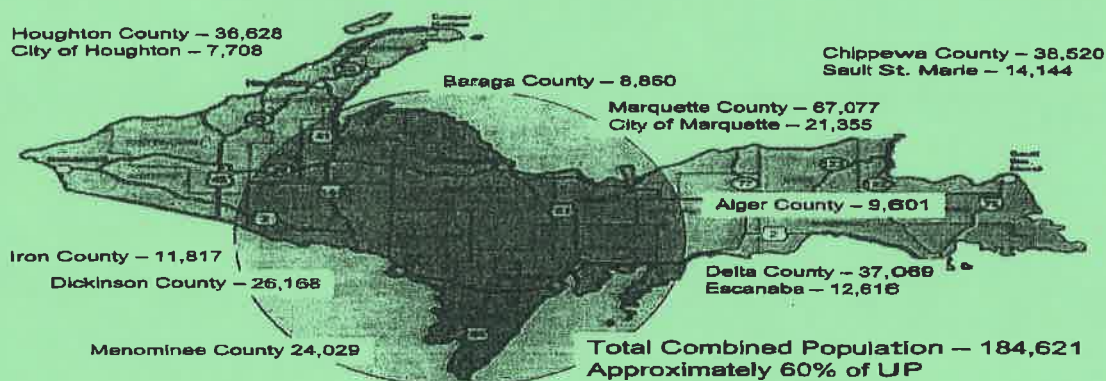 Houghton County – 36,628
City of Houghton – 7,708
Chippewa County – 38,520
Sault St. Marie – 14,144
Baraga County – 8,860
Marquette County – 67,077
City of Marquette – 21,355
Alger County – 9,601
Iron County – 11,817
Dickinson County – 26,168
Delta County – 37,069
Escanaba – 12,616
Menominee County 24,029
Total Combined Population – 184,621
Approximately 60% of UP